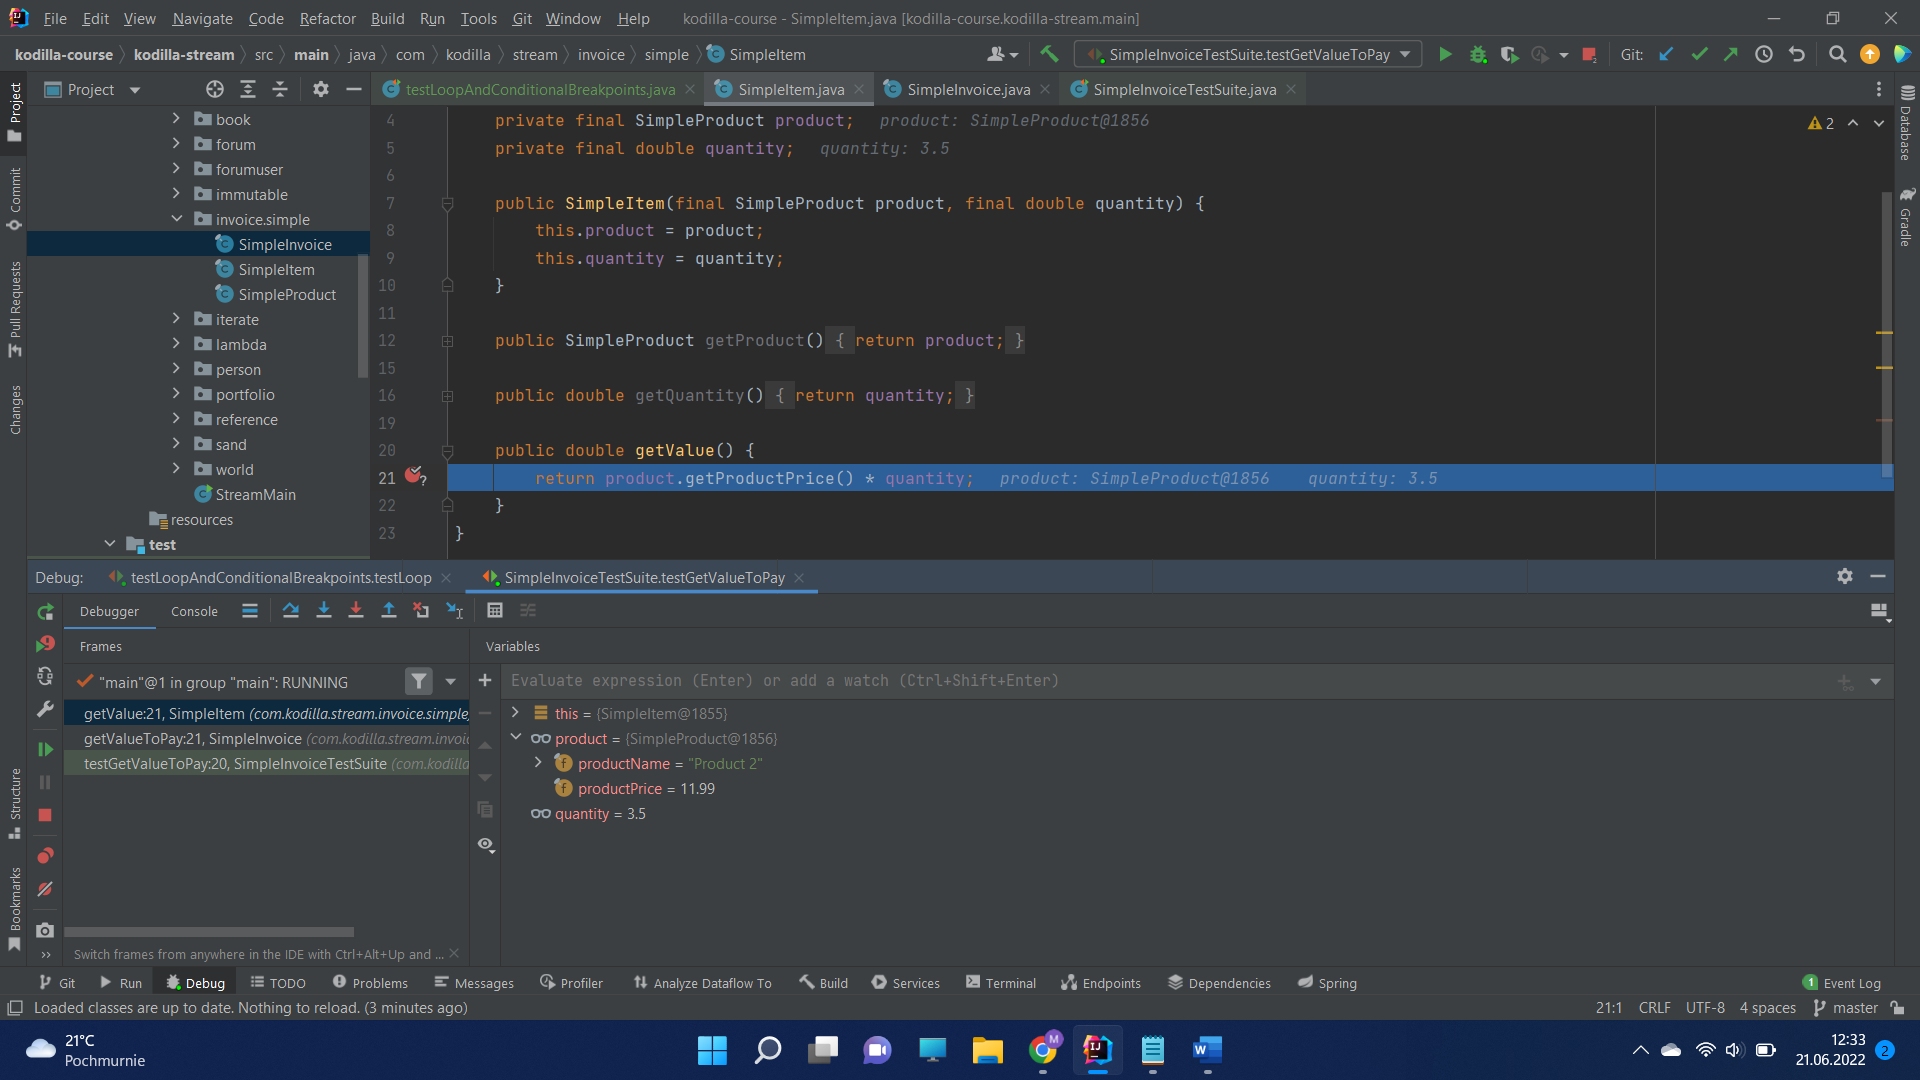 File Edit View Navigate Code Refactor Build Run Tools Git Window Help kodilla-course - SimpleItem.java [kodilla-course.kodilla-stream.main]
kodilla-course kodilla-stream src main java com kodilla stream invoice simple SimpleItem SimpleInvoiceTestSuite.testGetValueToPay Git:
Project
testLoopAndConditionalBreakpoints.java SimpleItem.java SimpleInvoice.java SimpleInvoiceTestSuite.java
book
forum
forumuser
immutable
invoice.simple
SimpleInvoice
SimpleItem
SimpleProduct
iterate
lambda
person
portfolio
reference
sand
world
StreamMain
resources
test
4 private final SimpleProduct product; product: SimpleProduct@1856
5 private final double quantity; quantity: 3.5
6
7 public SimpleItem(final SimpleProduct product, final double quantity) {
8 this.product = product;
9 this.quantity = quantity;
10 }
11
12 public SimpleProduct getProduct() { return product; }
15
16 public double getQuantity() { return quantity; }
19
20 public double getValue() {
21 return product.getProductPrice() * quantity; product: SimpleProduct@1856 quantity: 3.5
22 }
23 }
2
Project
Commit
Pull Requests
Changes
Structure
Bookmarks
Database
Gradle
Debug: testLoopAndConditionalBreakpoints.testLoop SimpleInvoiceTestSuite.testGetValueToPay
Debugger Console
Frames
Variables
"main"@1 in group "main": RUNNING
getValue:21, SimpleItem (com.kodilla.stream.invoice.simple)
getValueToPay:21, SimpleInvoice (com.kodilla.stream.invoi
testGetValueToPay:20, SimpleInvoiceTestSuite (com.kodilla
Evaluate expression (Enter) or add a watch (Ctrl+Shift+Enter)
this = {SimpleItem@1855}
product = {SimpleProduct@1856}
productName = "Product 2"
productPrice = 11.99
quantity = 3.5
Switch frames from anywhere in the IDE with Ctrl+Alt+Up and ...
Git Run Debug TODO Problems Messages Profiler Analyze Dataflow To Build Services Terminal Endpoints Dependencies Spring 1 Event Log
Loaded classes are up to date. Nothing to reload. (3 minutes ago) 21:1 CRLF UTF-8 4 spaces master
21°C
Pochmurnie
12:33
21.06.2022
2